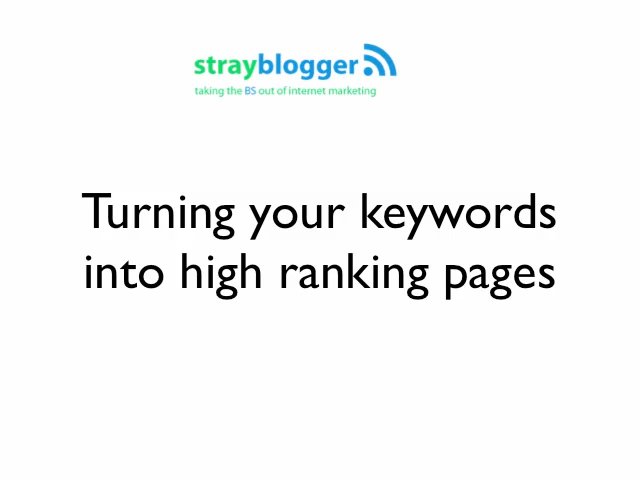 strayblogger
taking the BS out of internet marketing
Turning your keywords
into high ranking pages